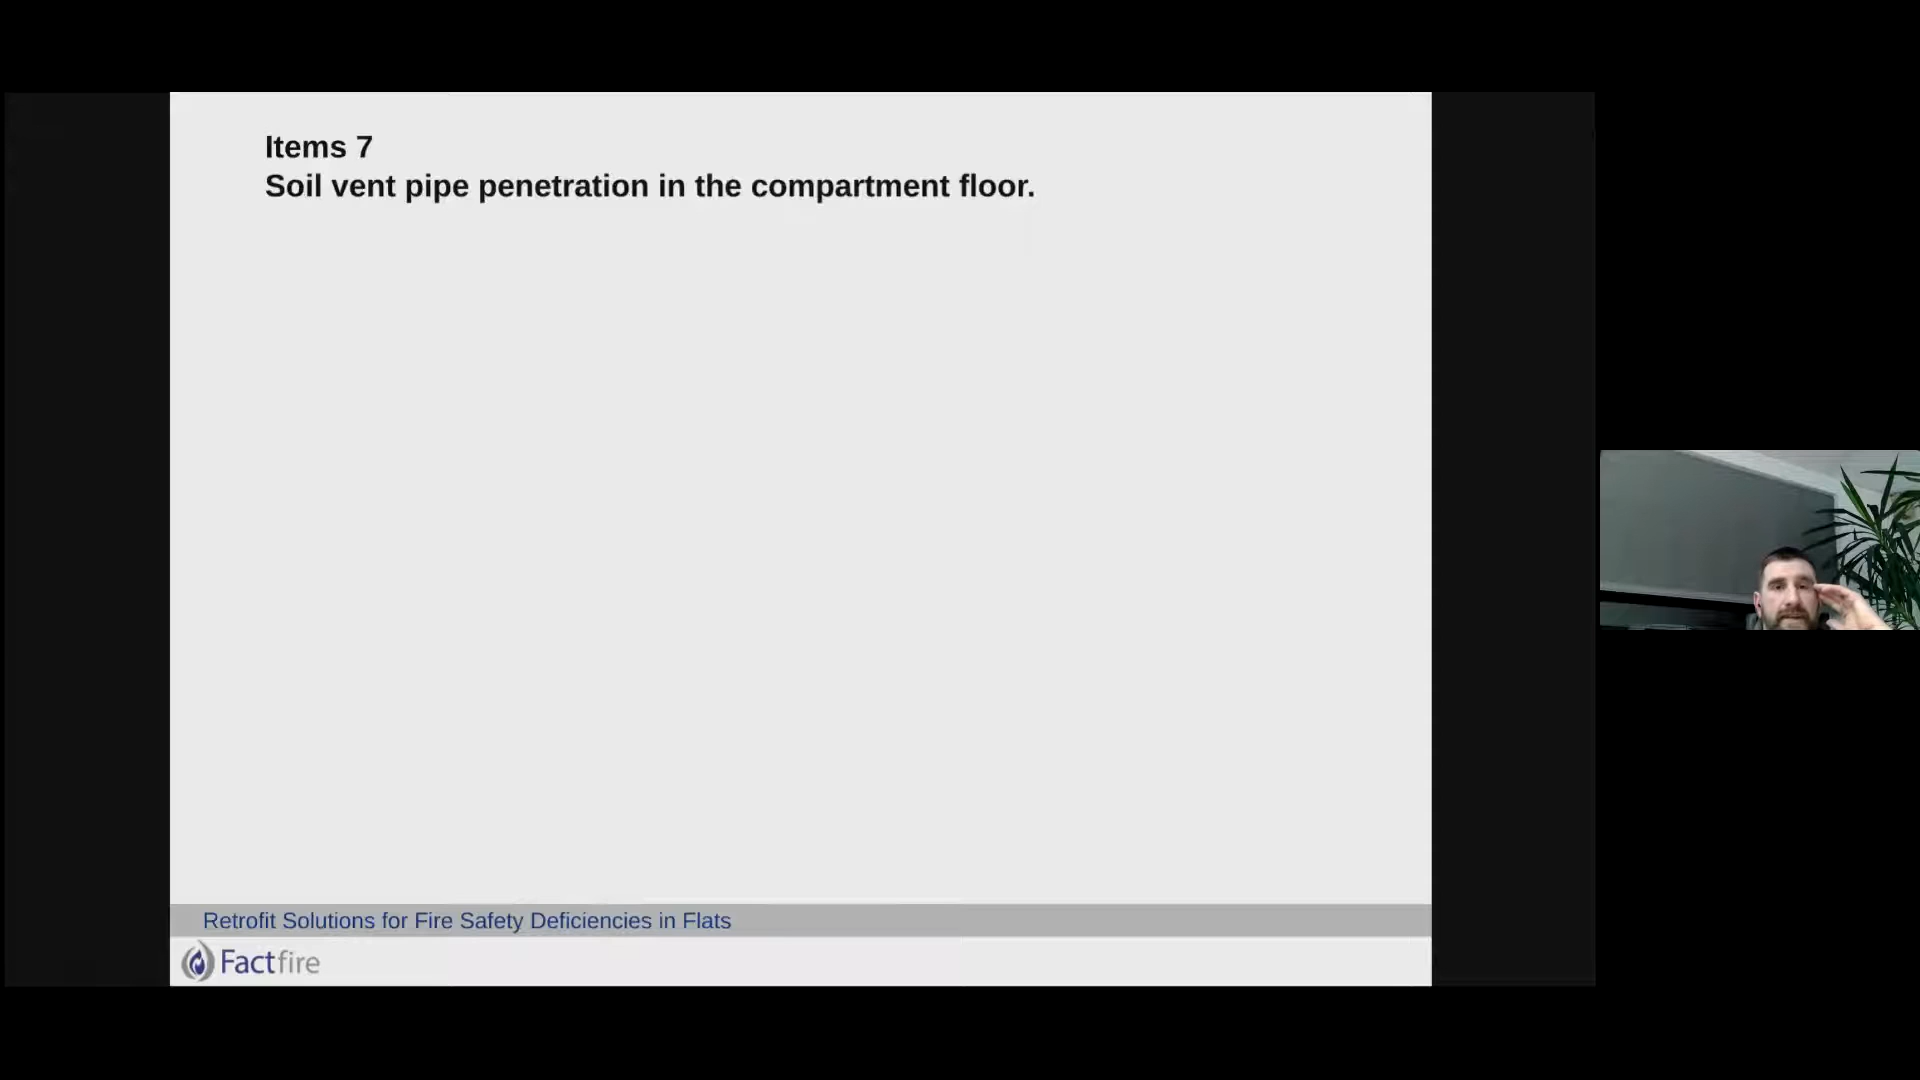 Items 7
Soil vent pipe penetration in the compartment floor.
Retrofit Solutions for Fire Safety Deficiencies in Flats
Factfire